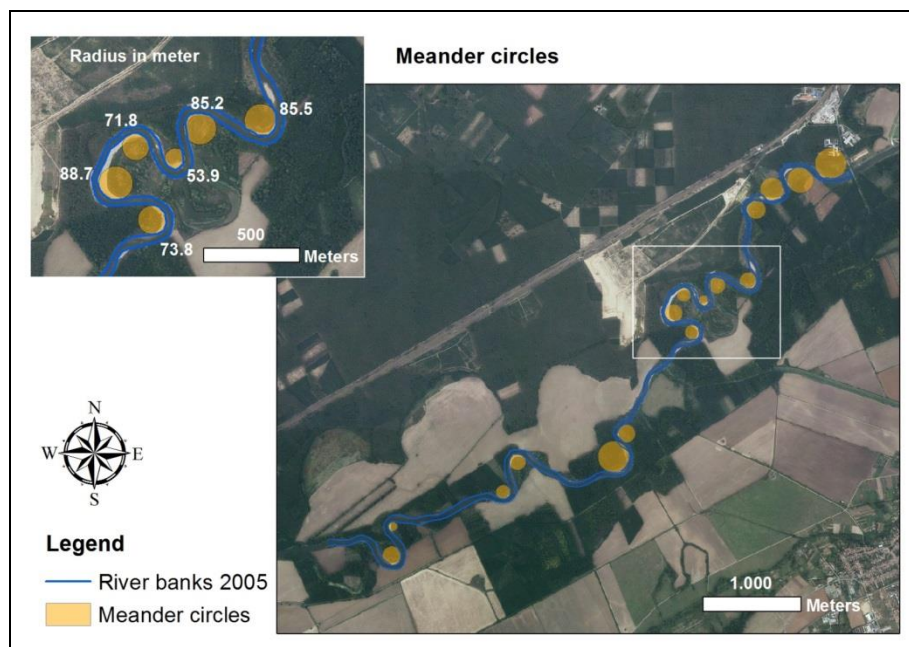 Meander circles
Radius in meter
85.2
85.5
71.8
88.7
53.9
73.8
500
Meters
N
W
E
S
Legend
River banks 2005
Meander circles
1.000
Meters